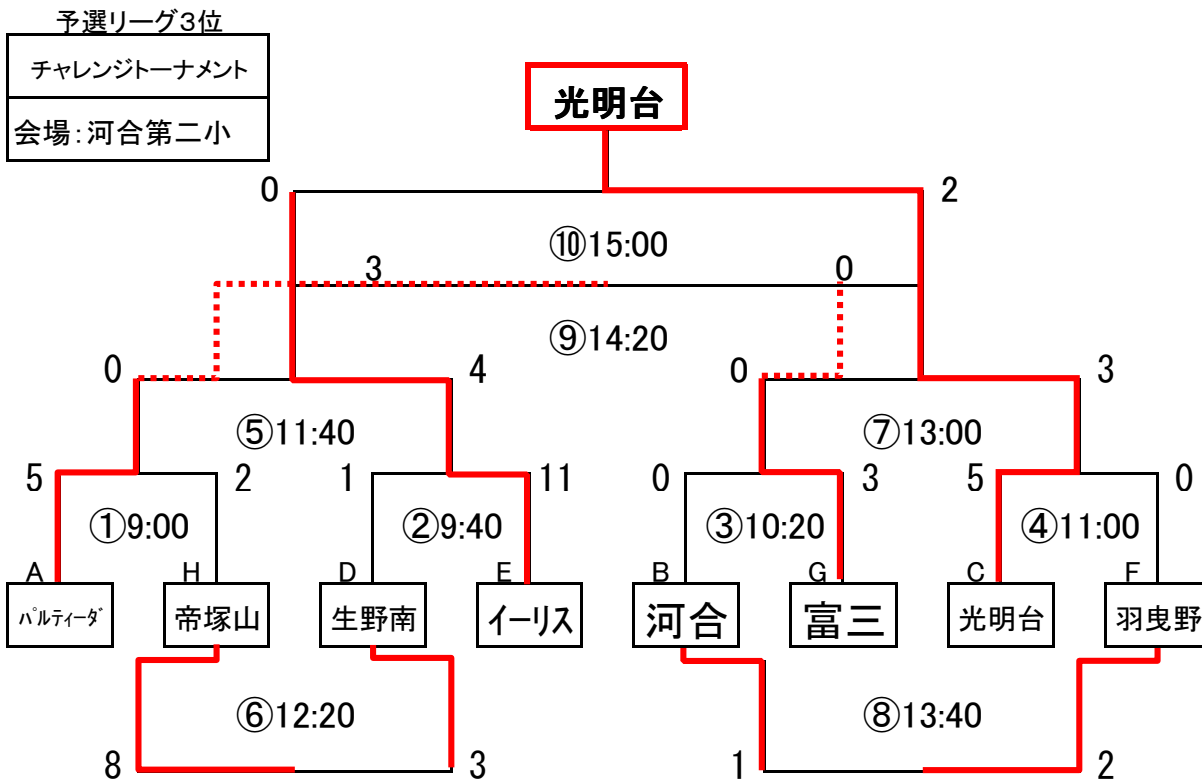 予選リーグ3位
チャレンジトーナメント
会場:河合第二小
光明台
0 2
⑩15:00
3 0
⑨14:20
0 4 0 3
⑤11:40 ⑦13:00
5 2 1 11 0 3 5 0
①9:00 ②9:40 ③10:20 ④11:00
A H D E B G C F
パルティーダ 帝塚山 生野南 イーリス 河合 富三 光明台 羽曳野
⑥12:20 ⑧13:40
8 3 1 2